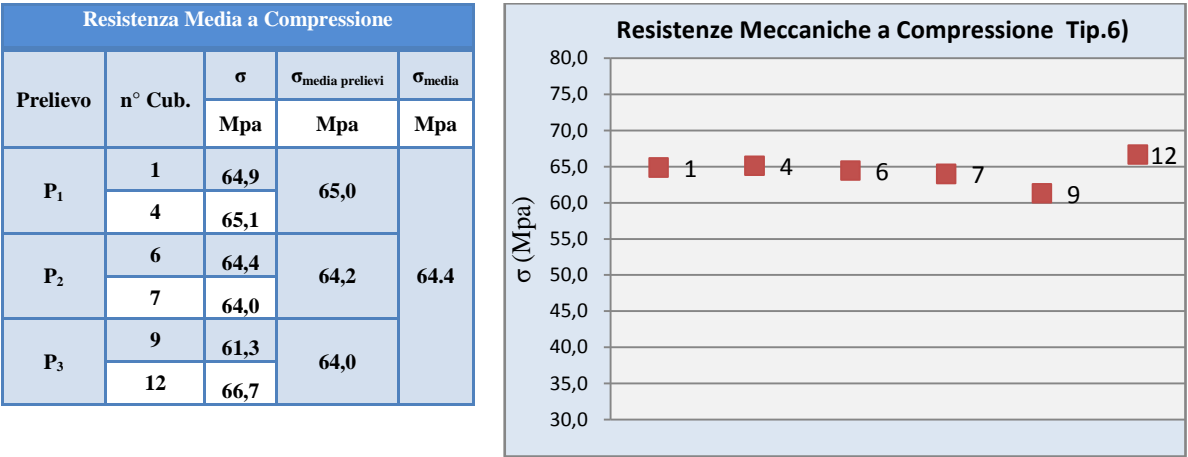 Resistenza Media a Compressione
Prelievo n° Cub. σ σmedia prelievi σmedia
Mpa Mpa Mpa
P1 1 64,9 65,0
4 65,1
P2 6 64,4 64,2 64.4
7 64,0
P3 9 61,3 64,0
12 66,7
Resistenze Meccaniche a Compressione Tip.6)
80,0
75,0
70,0
65,0
60,0
55,0
50,0
45,0
40,0
35,0
30,0
σ (Mpa)
1 4 6 7 9 12